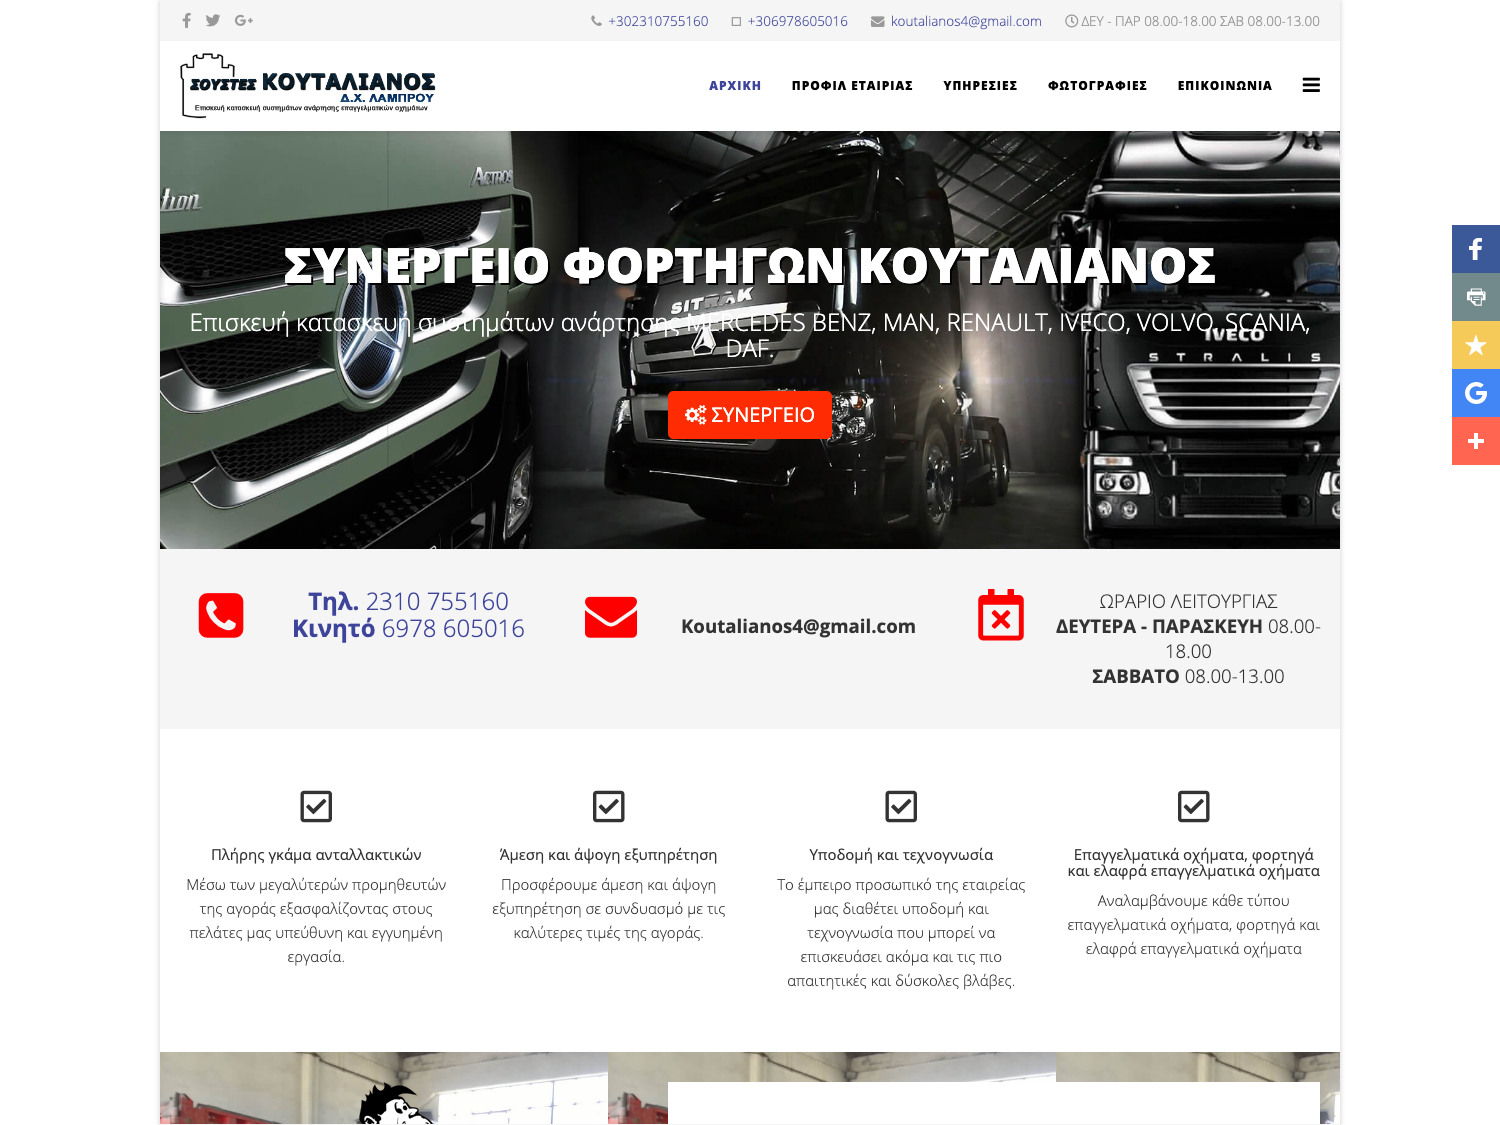 +302310755160
+306978605016
koutalianos4@gmail.com
ΔΕΥ - ΠΑΡ 08.00-18.00 ΣΑΒ 08.00-13.00
ΣΟΥΣΤΕΣ ΚΟΥΤΑΛΙΑΝΟΣ
Δ.Χ. ΛΑΜΠΡΟΥ
Επισκευή κατασκευή συστημάτων ανάρτησης επαγγελματικών οχημάτων
ΑΡΧΙΚΗ
ΠΡΟΦΙΛ ΕΤΑΙΡΙΑΣ
ΥΠΗΡΕΣΙΕΣ
ΦΩΤΟΓΡΑΦΙΕΣ
ΕΠΙΚΟΙΝΩΝΙΑ
tion
ACTROS
ΣΥΝΕΡΓΕΙΟ ΦΟΡΤΗΓΩΝ ΚΟΥΤΑΛΙΑΝΟΣ
SITRAK
Επισκευή κατασκευή συστημάτων ανάρτησης MERCEDES BENZ, MAN, RENAULT, IVECO, VOLVO, SCANIA,
DAF.
IVECO
STRALIS
ΣΥΝΕΡΓΕΙΟ
Τηλ. 2310 755160
Κινητό 6978 605016
Koutalianos4@gmail.com
ΩΡΑΡΙΟ ΛΕΙΤΟΥΡΓΙΑΣ
ΔΕΥΤΕΡΑ - ΠΑΡΑΣΚΕΥΗ 08.00-
18.00
ΣΑΒΒΑΤΟ 08.00-13.00
Πλήρης γκάμα ανταλλακτικών
Μέσω των μεγαλύτερών προμηθευτών
της αγοράς εξασφαλίζοντας στους
πελάτες μας υπεύθυνη και εγγυημένη
εργασία.
Άμεση και άψογη εξυπηρέτηση
Προσφέρουμε άμεση και άψογη
εξυπηρέτηση σε συνδυασμό με τις
καλύτερες τιμές της αγοράς.
Υποδομή και τεχνογνωσία
Το έμπειρο προσωπικό της εταιρείας
μας διαθέτει υποδομή και
τεχνογνωσία που μπορεί να
επισκευάσει ακόμα και τις πιο
απαιτητικές και δύσκολες βλάβες.
Επαγγελματικά οχήματα, φορτηγά
και ελαφρά επαγγελματικά οχήματα
Αναλαμβάνουμε κάθε τύπου
επαγγελματικά οχήματα, φορτηγά και
ελαφρά επαγγελματικά οχήματα